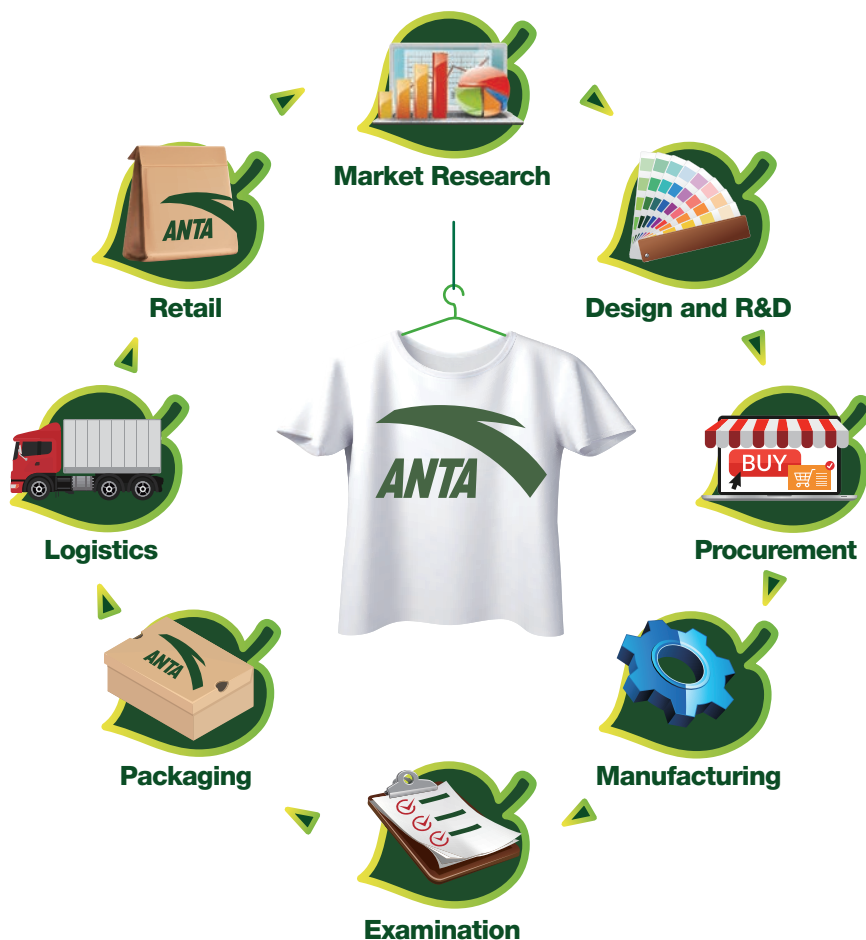 Market Research
ANTA
Retail
Design and R&D
ANTA
BUY
Logistics
Procurement
ANTA
Packaging
Manufacturing
Examination